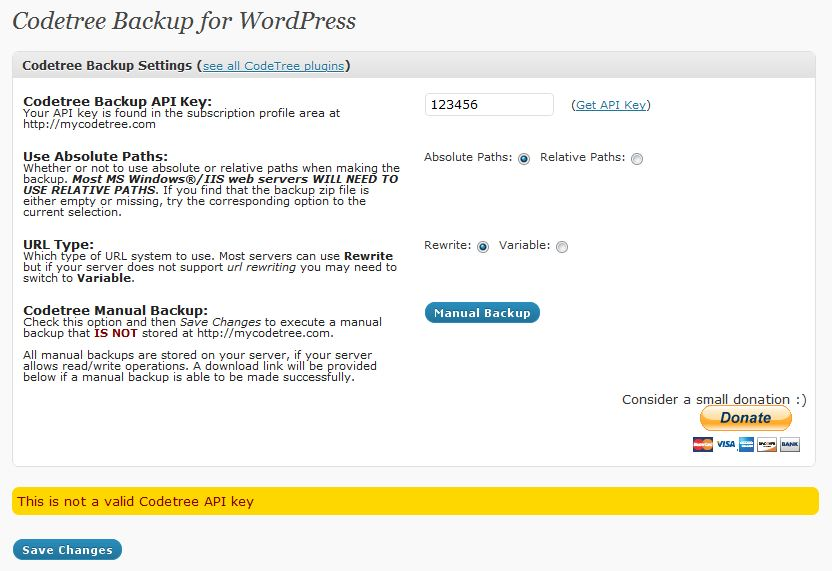 Codetree Backup for WordPress
Codetree Backup Settings (see all CodeTree plugins)
Codetree Backup API Key:
Your API key is found in the subscription profile area at
http://mycodetree.com
123456
(Get API Key)
Use Absolute Paths:
Whether or not to use absolute or relative paths when making the
backup. Most MS Windows®/IIS web servers WILL NEED TO
USE RELATIVE PATHS. If you find that the backup zip file is
either empty or missing, try the corresponding option to the
current selection.
Absolute Paths: Relative Paths:
URL Type:
Which type of URL system to use. Most servers can use Rewrite
but if your server does not support url rewriting you may need to
switch to Variable.
Rewrite: Variable:
Codetree Manual Backup:
Check this option and then Save Changes to execute a manual
backup that IS NOT stored at http://mycodetree.com.
All manual backups are stored on your server, if your server
allows read/write operations. A download link will be provided
below if a manual backup is able to be made successfully.
Manual Backup
Consider a small donation :)
Donate
MasterCard VISA BANK
This is not a valid Codetree API key
Save Changes